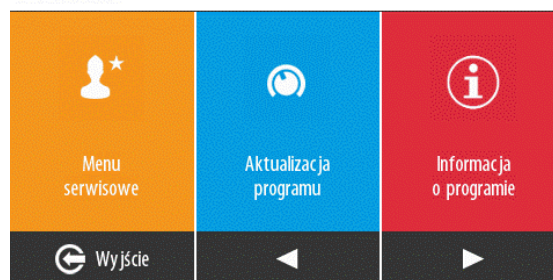 Menu
serwisowe
Aktualizacja
programu
Informacja
o programie
Wyjście